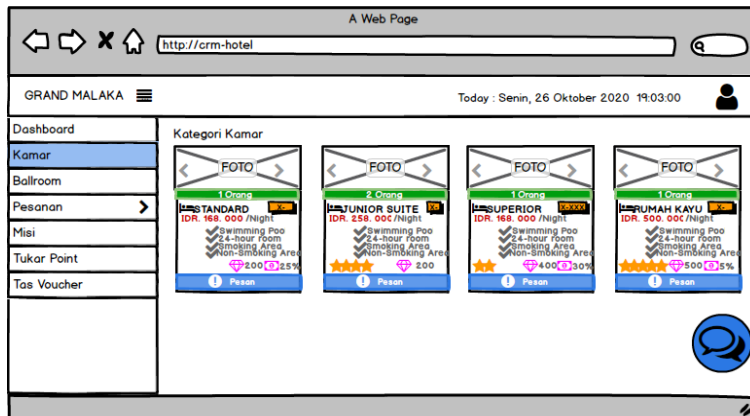 A Web Page
http://crm-hotel
GRAND MALAKA
Today : Senin, 26 Oktober 2020 19:03:00
Dashboard
Kamar
Ballroom
Pesanan
Misi
Tukar Point
Tas Voucher
Kategori Kamar
FOTO
1 Orang
STANDARD X-
IDR. 168. 000 /Night
Swimming Poo
24-hour room
Smoking Area
Non-Smoking Area
200 25%
Pesan
FOTO
2 Orang
JUNIOR SUITE X-
IDR. 258. 000/Night
Swimming Poo
24-hour room
Smoking Area
Non-Smoking Area
200
Pesan
FOTO
1 Orang
SUPERIOR X-XXX
IDR. 168. 000 /Night
Swimming Poo
24-hour room
Smoking Area
Non-Smoking Area
400 30%
Pesan
FOTO
1 Orang
RUMAH KAYU X-
IDR. 500. 000/Night
Swimming Poo
24-hour room
Smoking Area
Non-Smoking Area
500 5%
Pesan